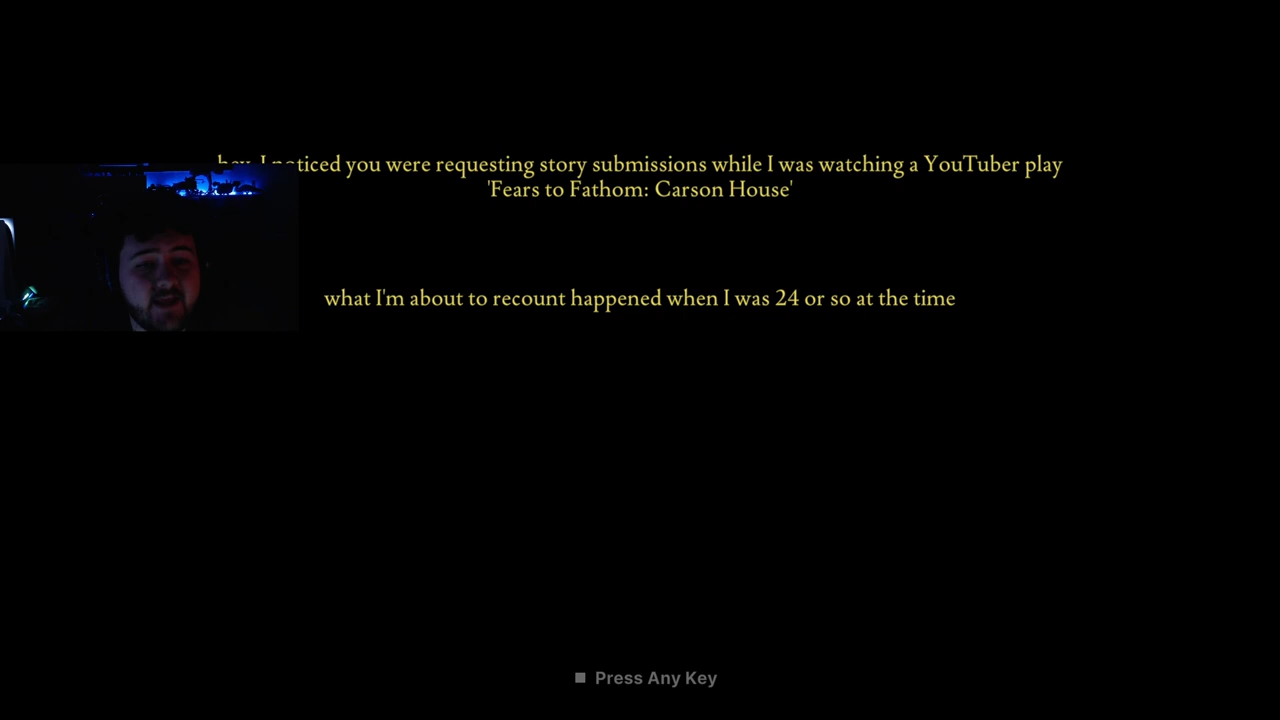 hey, I noticed you were requesting story submissions while I was watching a YouTuber play
'Fears to Fathom: Carson House'
what I'm about to recount happened when I was 24 or so at the time
Press Any Key